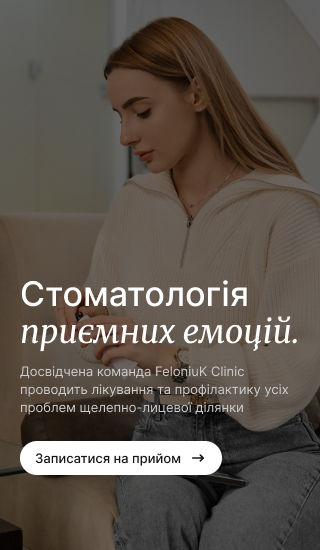 Стоматологія
приємних емоцій.
Досвідчена команда FeloniuK Clinic
проводить лікування та профілактику усіх
проблем щелепно-лицевої ділянки
Записатися на прийом →